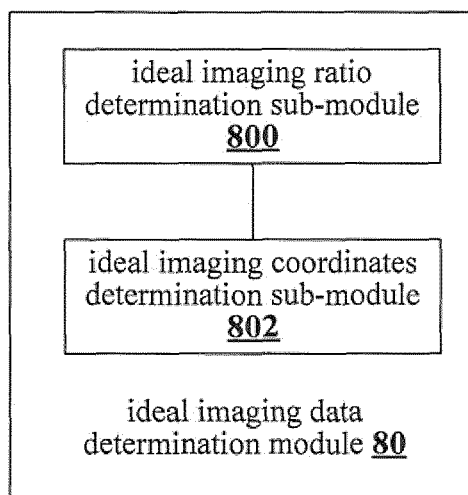 ideal imaging ratio
determination sub-module
800
ideal imaging coordinates
determination sub-module
802
ideal imaging data
determination module 80